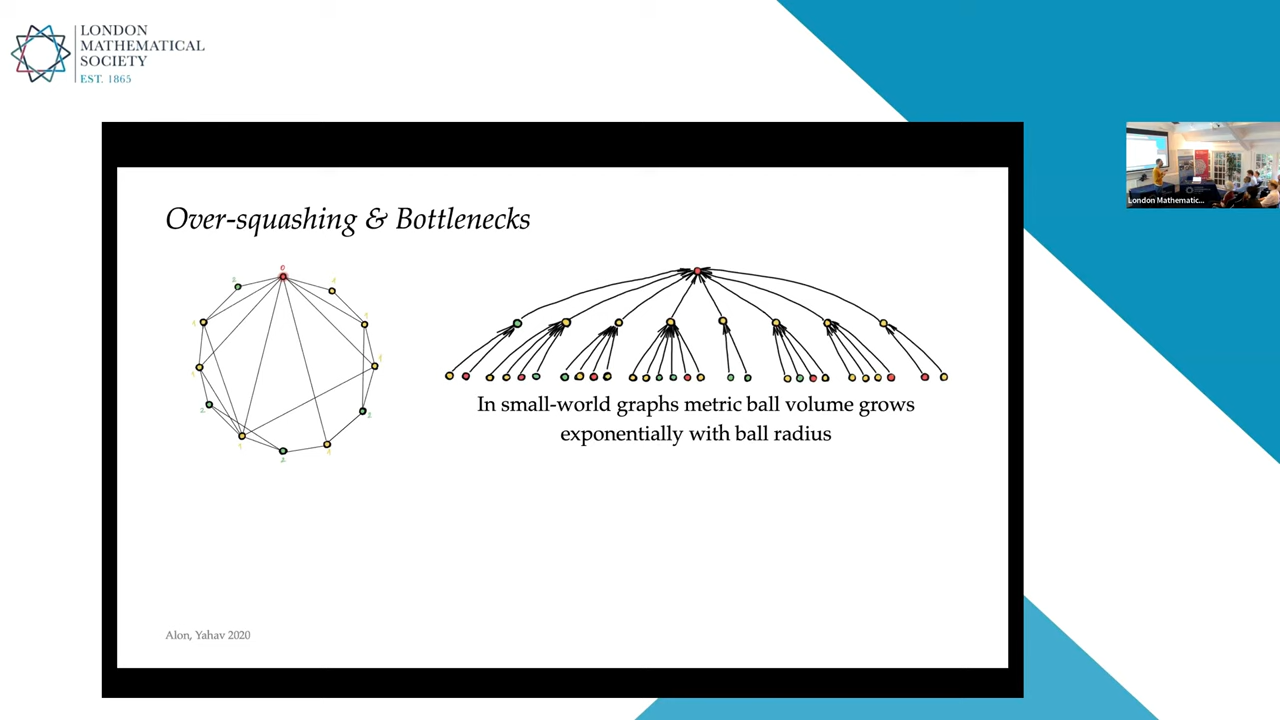 LONDON
MATHEMATICAL
SOCIETY
EST. 1865
London Mathematic...
Over-squashing & Bottlenecks
In small-world graphs metric ball volume grows
exponentially with ball radius
Alon, Yahav 2020